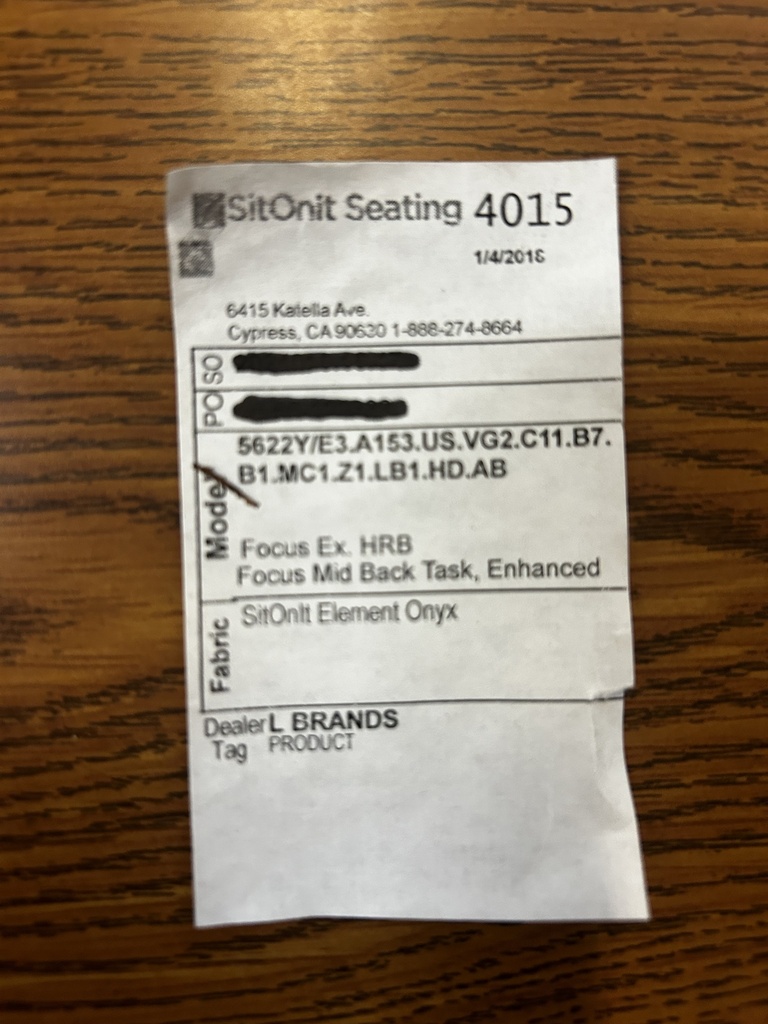 SitOnit Seating 4015
1/4/2018
6415 Katella Ave.
Cypress, CA 90630 1-888-274-8664
SO
PO
Model
5622Y/E3.A153.US.VG2.C11.B7.
B1.MC1.Z1.LB1.HD.AB
Focus Ex. HRB
Focus Mid Back Task, Enhanced
Fabric
SitOnIt Element Onyx
Dealer L BRANDS
Tag PRODUCT